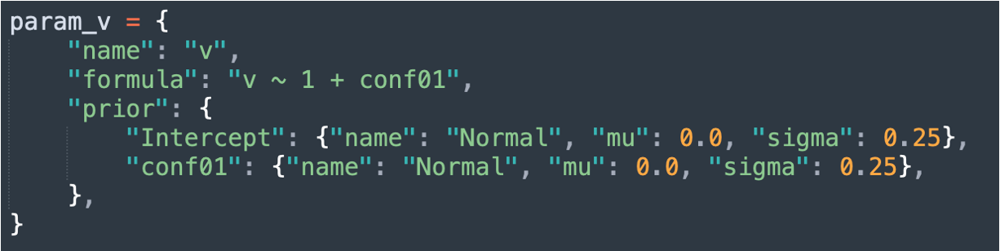 param_v = {
    "name": "v",
    "formula": "v ~ 1 + conf01",
    "prior": {
        "Intercept": {"name": "Normal", "mu": 0.0, "sigma": 0.25},
        "conf01": {"name": "Normal", "mu": 0.0, "sigma": 0.25},
    },
}